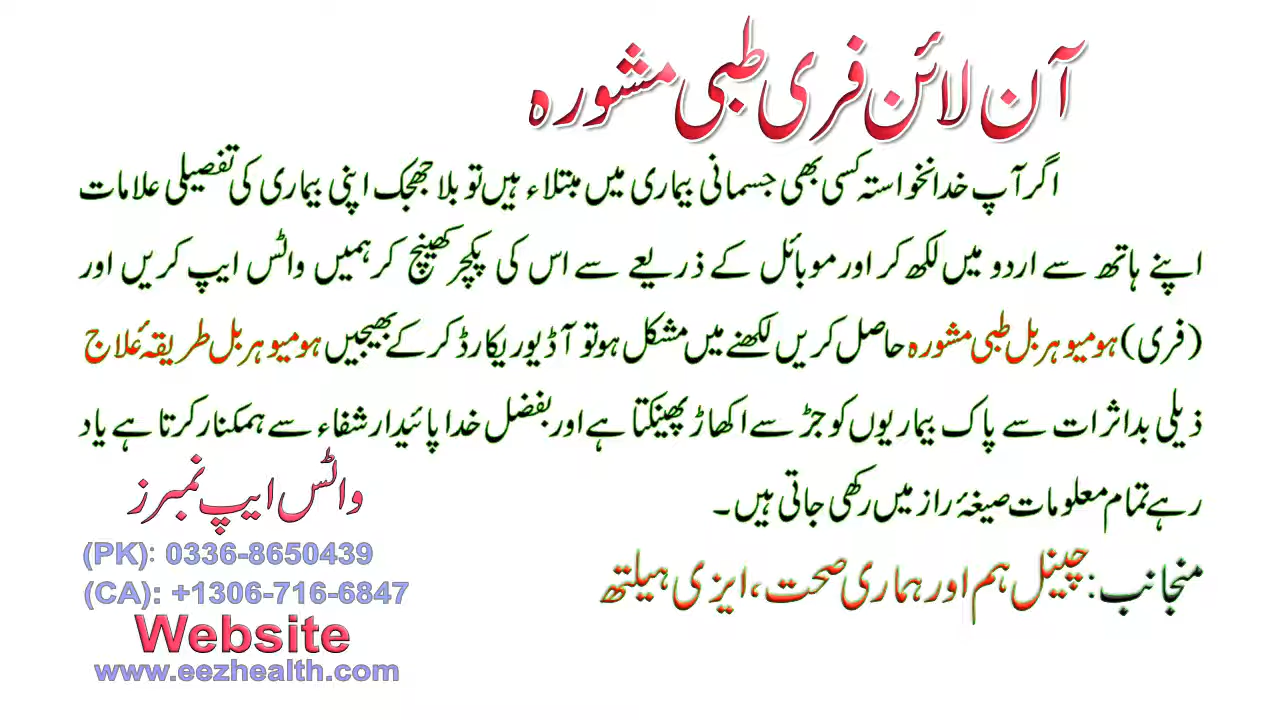 آن لائن فری طبی مشورہ
اگر آپ خدانخواستہ کسی بھی جسمانی بیماری میں مبتلاء ہیں تو بلا جھجک اپنی بیماری کی تفصیلی علامات
اپنے ہاتھ سے اردو میں لکھ کر اور موبائل کے ذریعے سے اس کی پکچر کھینچ کر ہمیں واٹس ایپ کریں اور
(فری) ہومیو ہربل طبی مشورہ حاصل کریں لکھنے میں مشکل ہو تو آڈیو ریکارڈ کر کے بھیجیں ہومیو ہربل طریقہ علاج
ذیلی بداثرات سے پاک بیماریوں کو جڑ سے اکھاڑ پھینکتا ہے اور بفضل خدا پائیدار شفاء سے ہمکنار کرتا ہے یاد
رہے تمام معلومات صیغۂ راز میں رکھی جاتی ہیں۔
منجانب: چینل ہم اور ہماری صحت، ایزی ہیلتھ
واٹس ایپ نمبرز
(PK): 0336-8650439
(CA): +1306-716-6847
Website
www.eezhealth.com